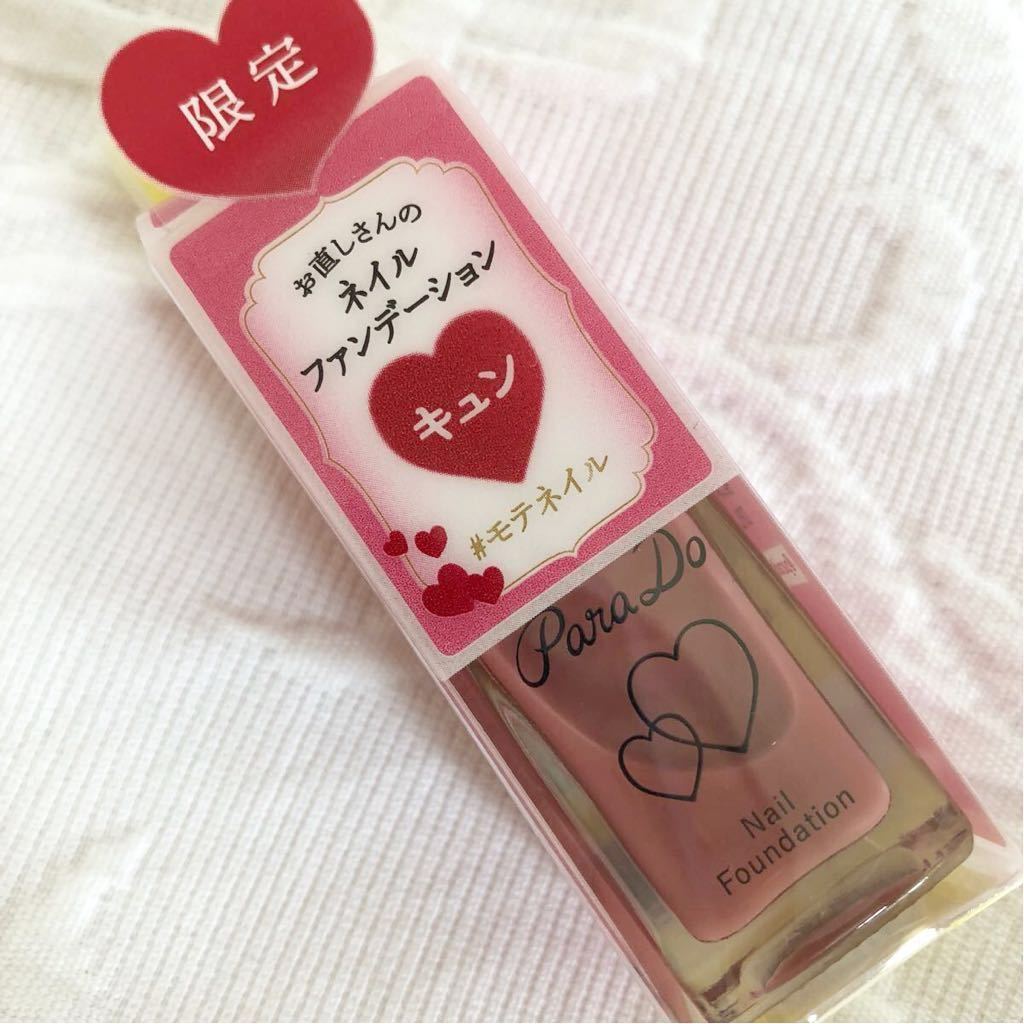 限定
お直しさんの
ネイル
ファンデーション
キュン
#モテネイル
ParaDo
Nail
Foundation